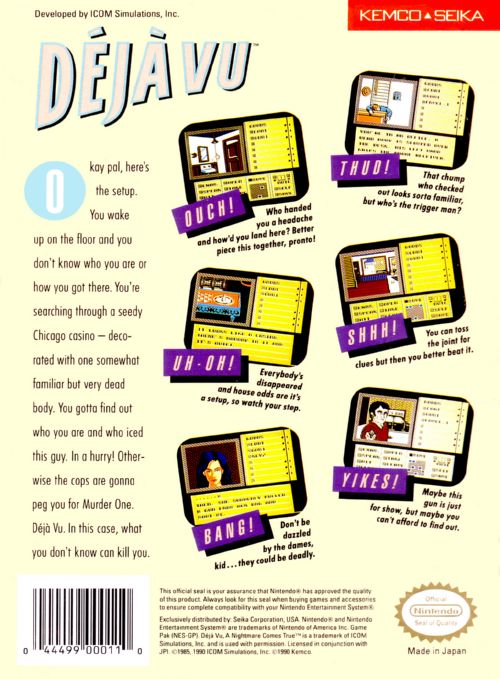 Developed by ICOM Simulations, Inc.
KEMCO▲SEIKA
DÉJÀ VU™
Okay pal, here's
the setup.
You wake
up on the floor and you
don't know who you are or
how you got there. You're
searching through a seedy
Chicago casino – deco-
rated with one somewhat
familiar but very dead
body. You gotta find out
who you are and who iced
this guy. In a hurry! Other-
wise the cops are gonna
peg you for Murder One.
Déjà Vu. In this case, what
you don't know can kill you.
OUCH!
Who handed
you a headache
and how'd you land here? Better
piece this together, pronto!
THUD!
That chump
who checked
out looks sorta familiar,
but who's the trigger man?
UH-OH!
Everybody's
disappeared
and house odds are it's
a setup, so watch your step.
SHHH!
You can toss
the joint for
clues but then you better beat it.
BANG!
Don't be
dazzled
by the dames,
kid...they could be deadly.
YIKES!
Maybe this
gun is just
for show, but maybe you
can't afford to find out.
0 44499 00011 0
This official seal is your assurance that Nintendo® has approved the quality
of this product. Always look for this seal when buying games and accessories
to ensure complete compatibility with your Nintendo Entertainment System®
Exclusively distributed by: Seika Corporation, USA. Nintendo® and Nintendo
Entertainment System® are trademarks of Nintendo of America Inc. Game
Pak (NES-GP). Déjà Vu, A Nightmare Comes True™ is a trademark of ICOM
Simulations, Inc. and is used with permission. Licensed in conjunction with
JPI. ©1985, 1990 ICOM Simulations, Inc. ©1990 Kemco.
Official
Nintendo
Seal of Quality
Made in Japan